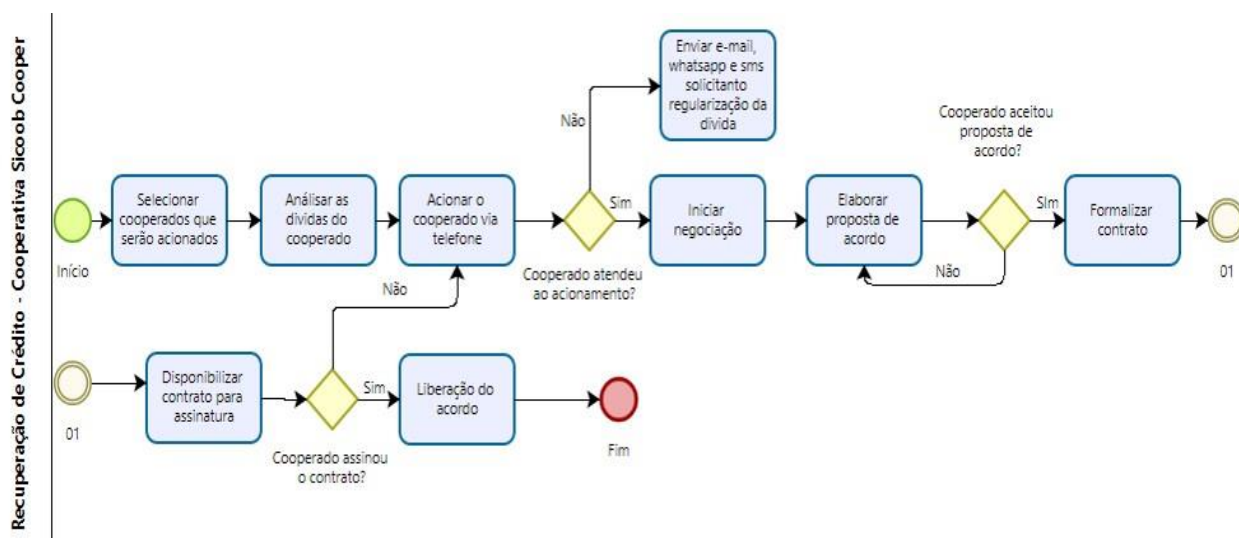 Recuperação de Crédito - Cooperativa Sicoob Cooper
Início
Selecionar
cooperados que
serão acionados
Análisar as
dividas do
cooperado
Acionar o
cooperado via
telefone
Cooperado atendeu
ao acionamento?
Não
Enviar e-mail,
whatsapp e sms
solicitanto
regularização da
divida
Sim
Iniciar
negociação
Elaborar
proposta de
acordo
Cooperado aceitou
proposta de
acordo?
Não
SIm
Formalizar
contrato
01
01
Disponibilizar
contrato para
assinatura
Cooperado assinou
o contrato?
Não
Sim
Liberação do
acordo
Fim